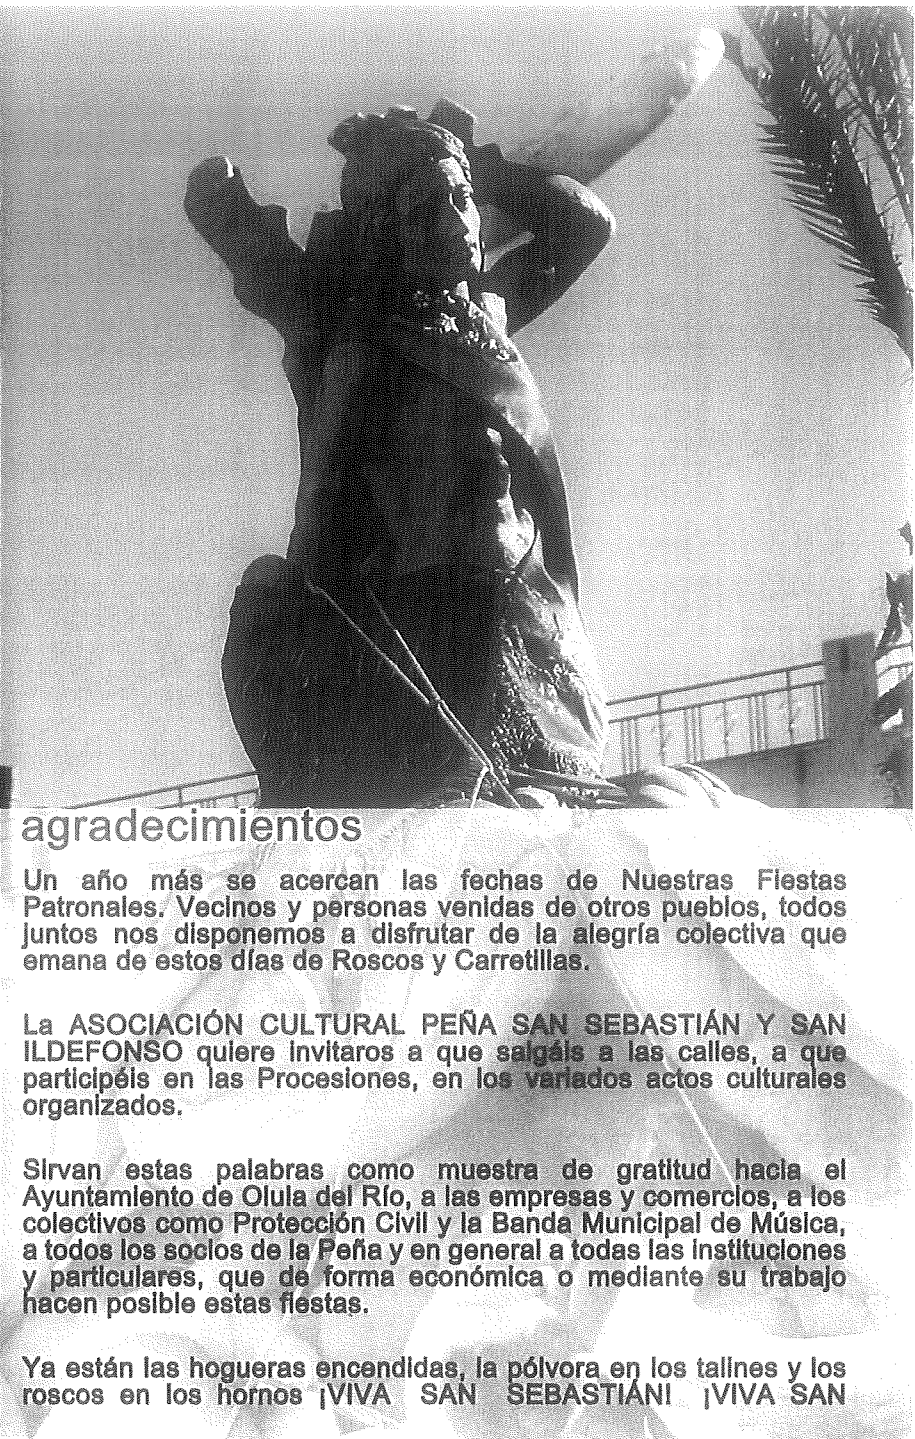 agradecimientos
Un año más se acercan las fechas de Nuestras Fiestas
Patronales. Vecinos y personas venidas de otros pueblos, todos
juntos nos disponemos a disfrutar de la alegría colectiva que
emana de estos días de Roscos y Carretillas.
La ASOCIACIÓN CULTURAL PEÑA SAN SEBASTIÁN Y SAN
ILDEFONSO quiere invitaros a que salgáis a las calles, a que
participéis en las Procesiones, en los variados actos culturales
organizados.
Sirvan estas palabras como muestra de gratitud hacia el
Ayuntamiento de Olula del Río, a las empresas y comercios, a los
colectivos como Protección Civil y la Banda Municipal de Música,
a todos los socios de la Peña y en general a todas las instituciones
y particulares, que de forma económica o mediante su trabajo
hacen posible estas fiestas.
Ya están las hogueras encendidas, la pólvora en los talines y los
roscos en los hornos ¡VIVA SAN SEBASTIÁN! ¡VIVA SAN